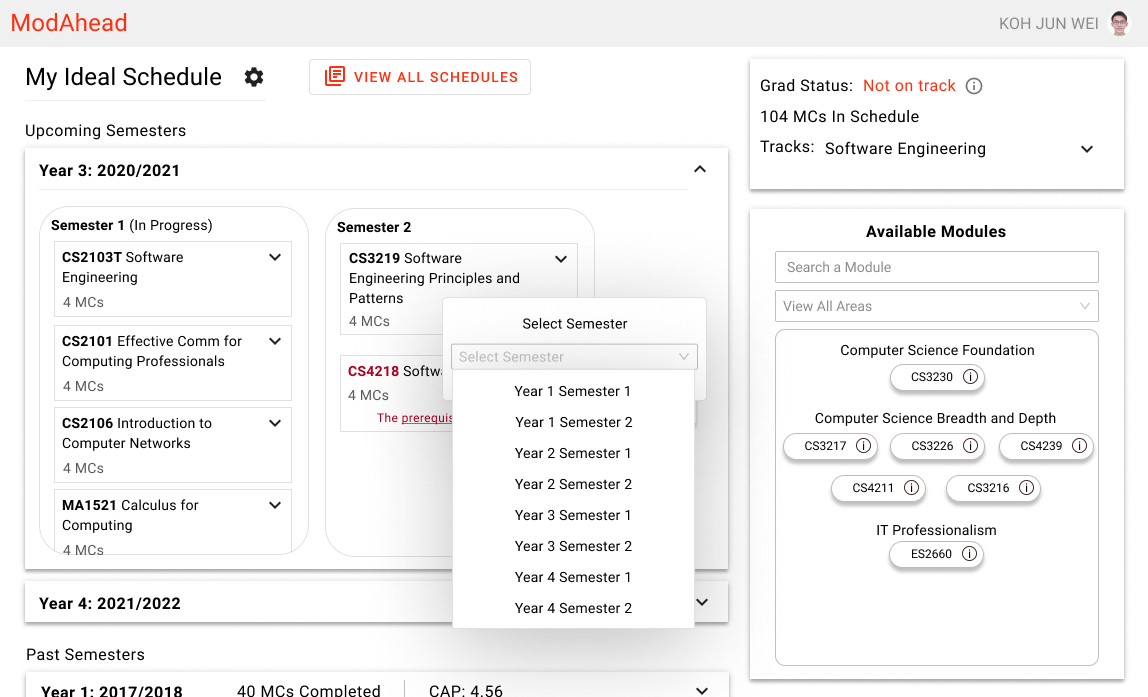 ModAhead
KOH JUN WEI
My Ideal Schedule
VIEW ALL SCHEDULES
Upcoming Semesters
Year 3: 2020/2021
Semester 1 (In Progress)
CS2103T Software
Engineering
4 MCs
CS2101 Effective Comm for
Computing Professionals
4 MCs
CS2106 Introduction to
Computer Networks
4 MCs
MA1521 Calculus for
Computing
4 MCs
Semester 2
CS3219 Software
Engineering Principles and
Patterns
4 MCs
CS4218 Softw
4 MCs
The prerequis
Select Semester
Select Semester
Year 1 Semester 1
Year 1 Semester 2
Year 2 Semester 1
Year 2 Semester 2
Year 3 Semester 1
Year 3 Semester 2
Year 4 Semester 1
Year 4 Semester 2
Year 4: 2021/2022
Past Semesters
Year 1: 2017/2018 40 MCs Completed CAP: 4.56
Grad Status: Not on track
104 MCs In Schedule
Tracks: Software Engineering
Available Modules
Search a Module
View All Areas
Computer Science Foundation
CS3230
Computer Science Breadth and Depth
CS3217 CS3226 CS4239
CS4211 CS3216
IT Professionalism
ES2660